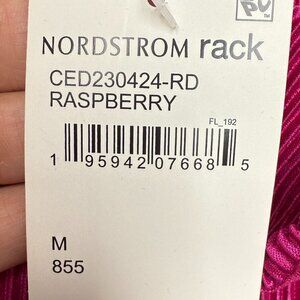 NORDSTROM rack
CED230424-RD
RASPBERRY
FL_192
1 95942 07668 5
M
855